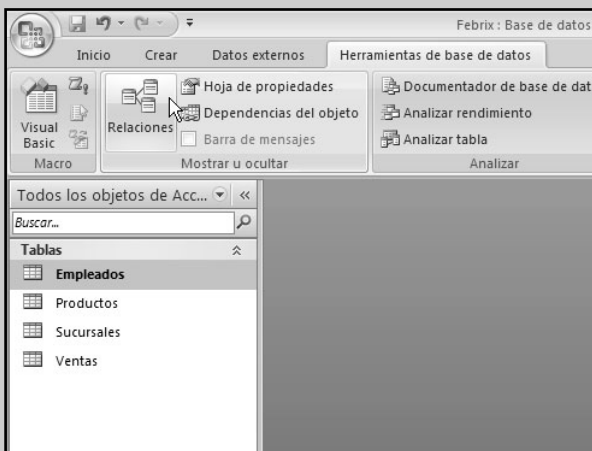 Febrix : Base de datos
Inicio Crear Datos externos Herramientas de base de datos
Visual Basic
Relaciones
Hoja de propiedades
Dependencias del objeto
Barra de mensajes
Documentador de base de dat
Analizar rendimiento
Analizar tabla
Macro Mostrar u ocultar Analizar
Todos los objetos de Acc...
Buscar...
Tablas
Empleados
Productos
Sucursales
Ventas